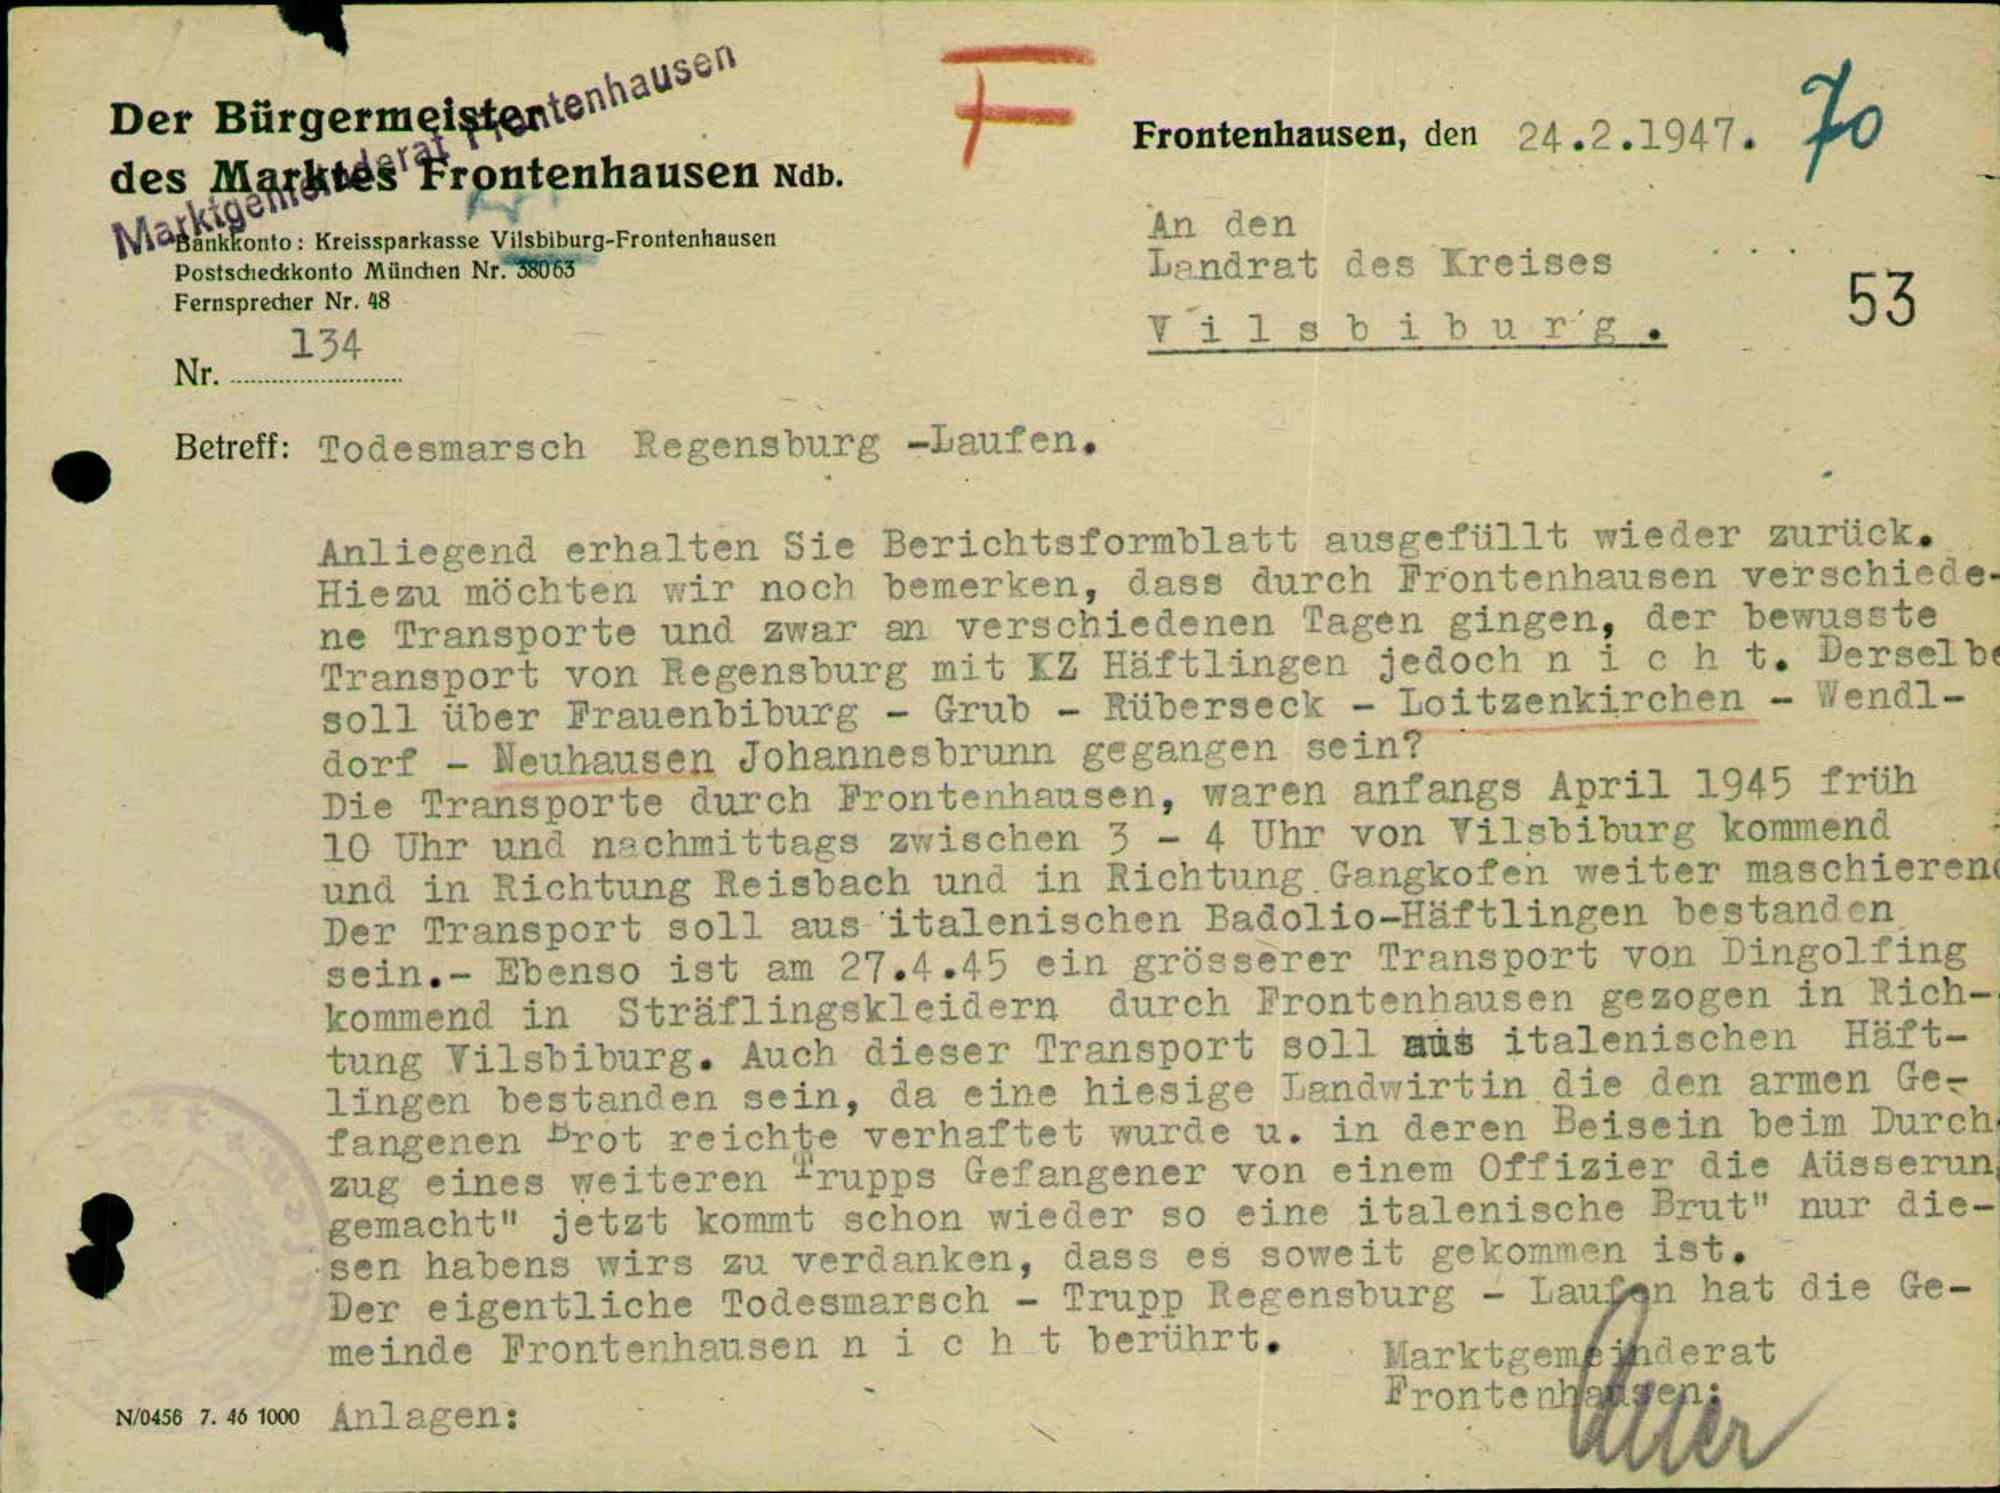 Der Bürgermeister
des Marktes Frontenhausen Ndb.
Marktgemeinderat Frontenhausen
Bankkonto: Kreissparkasse Vilsbiburg-Frontenhausen
Postscheckkonto München Nr. 38063
Fernsprecher Nr. 48
Nr. 134
F
Frontenhausen, den 24.2.1947.
70
An den
Landrat des Kreises
V i l s b i b u r g .
53
Betreff: Todesmarsch Regensburg -Laufen.
Anliegend erhalten Sie Berichtsformblatt ausgefüllt wieder zurück.
Hiezu möchten wir noch bemerken, dass durch Frontenhausen verschiede-
ne Transporte und zwar an verschiedenen Tagen gingen, der bewusste
Transport von Regensburg mit KZ Häftlingen jedoch n i c h t. Derselbe
soll über Frauenbiburg - Grub - Rüberseck - Loitzenkirchen - Wendl-
dorf - Neuhausen Johannesbrunn gegangen sein?
Die Transporte durch Frontenhausen, waren anfangs April 1945 früh
10 Uhr und nachmittags zwischen 3 - 4 Uhr von Vilsbiburg kommend
und in Richtung Reisbach und in Richtung Gangkofen weiter maschierend
Der Transport soll aus italenischen Badolio-Häftlingen bestanden
sein.- Ebenso ist am 27.4.45 ein grösserer Transport von Dingolfing
kommend in Sträflingskleidern durch Frontenhausen gezogen in Rich-
tung Vilsbiburg. Auch dieser Transport soll aus italenischen Häft-
lingen bestanden sein, da eine hiesige Landwirtin die den armen Ge-
fangenen Brot reichte verhaftet wurde u. in deren Beisein beim Durch-
zug eines weiteren Trupps Gefangener von einem Offizier die Aüsserun
gemacht" jetzt kommt schon wieder so eine italenische Brut" nur die-
sen habens wirs zu verdanken, dass es soweit gekommen ist.
Der eigentliche Todesmarsch - Trupp Regensburg - Laufen hat die Ge-
meinde Frontenhausen n i c h t berührt.
Marktgemeinderat
Frontenhausen:
N/0456 7. 46 1000 Anlagen: